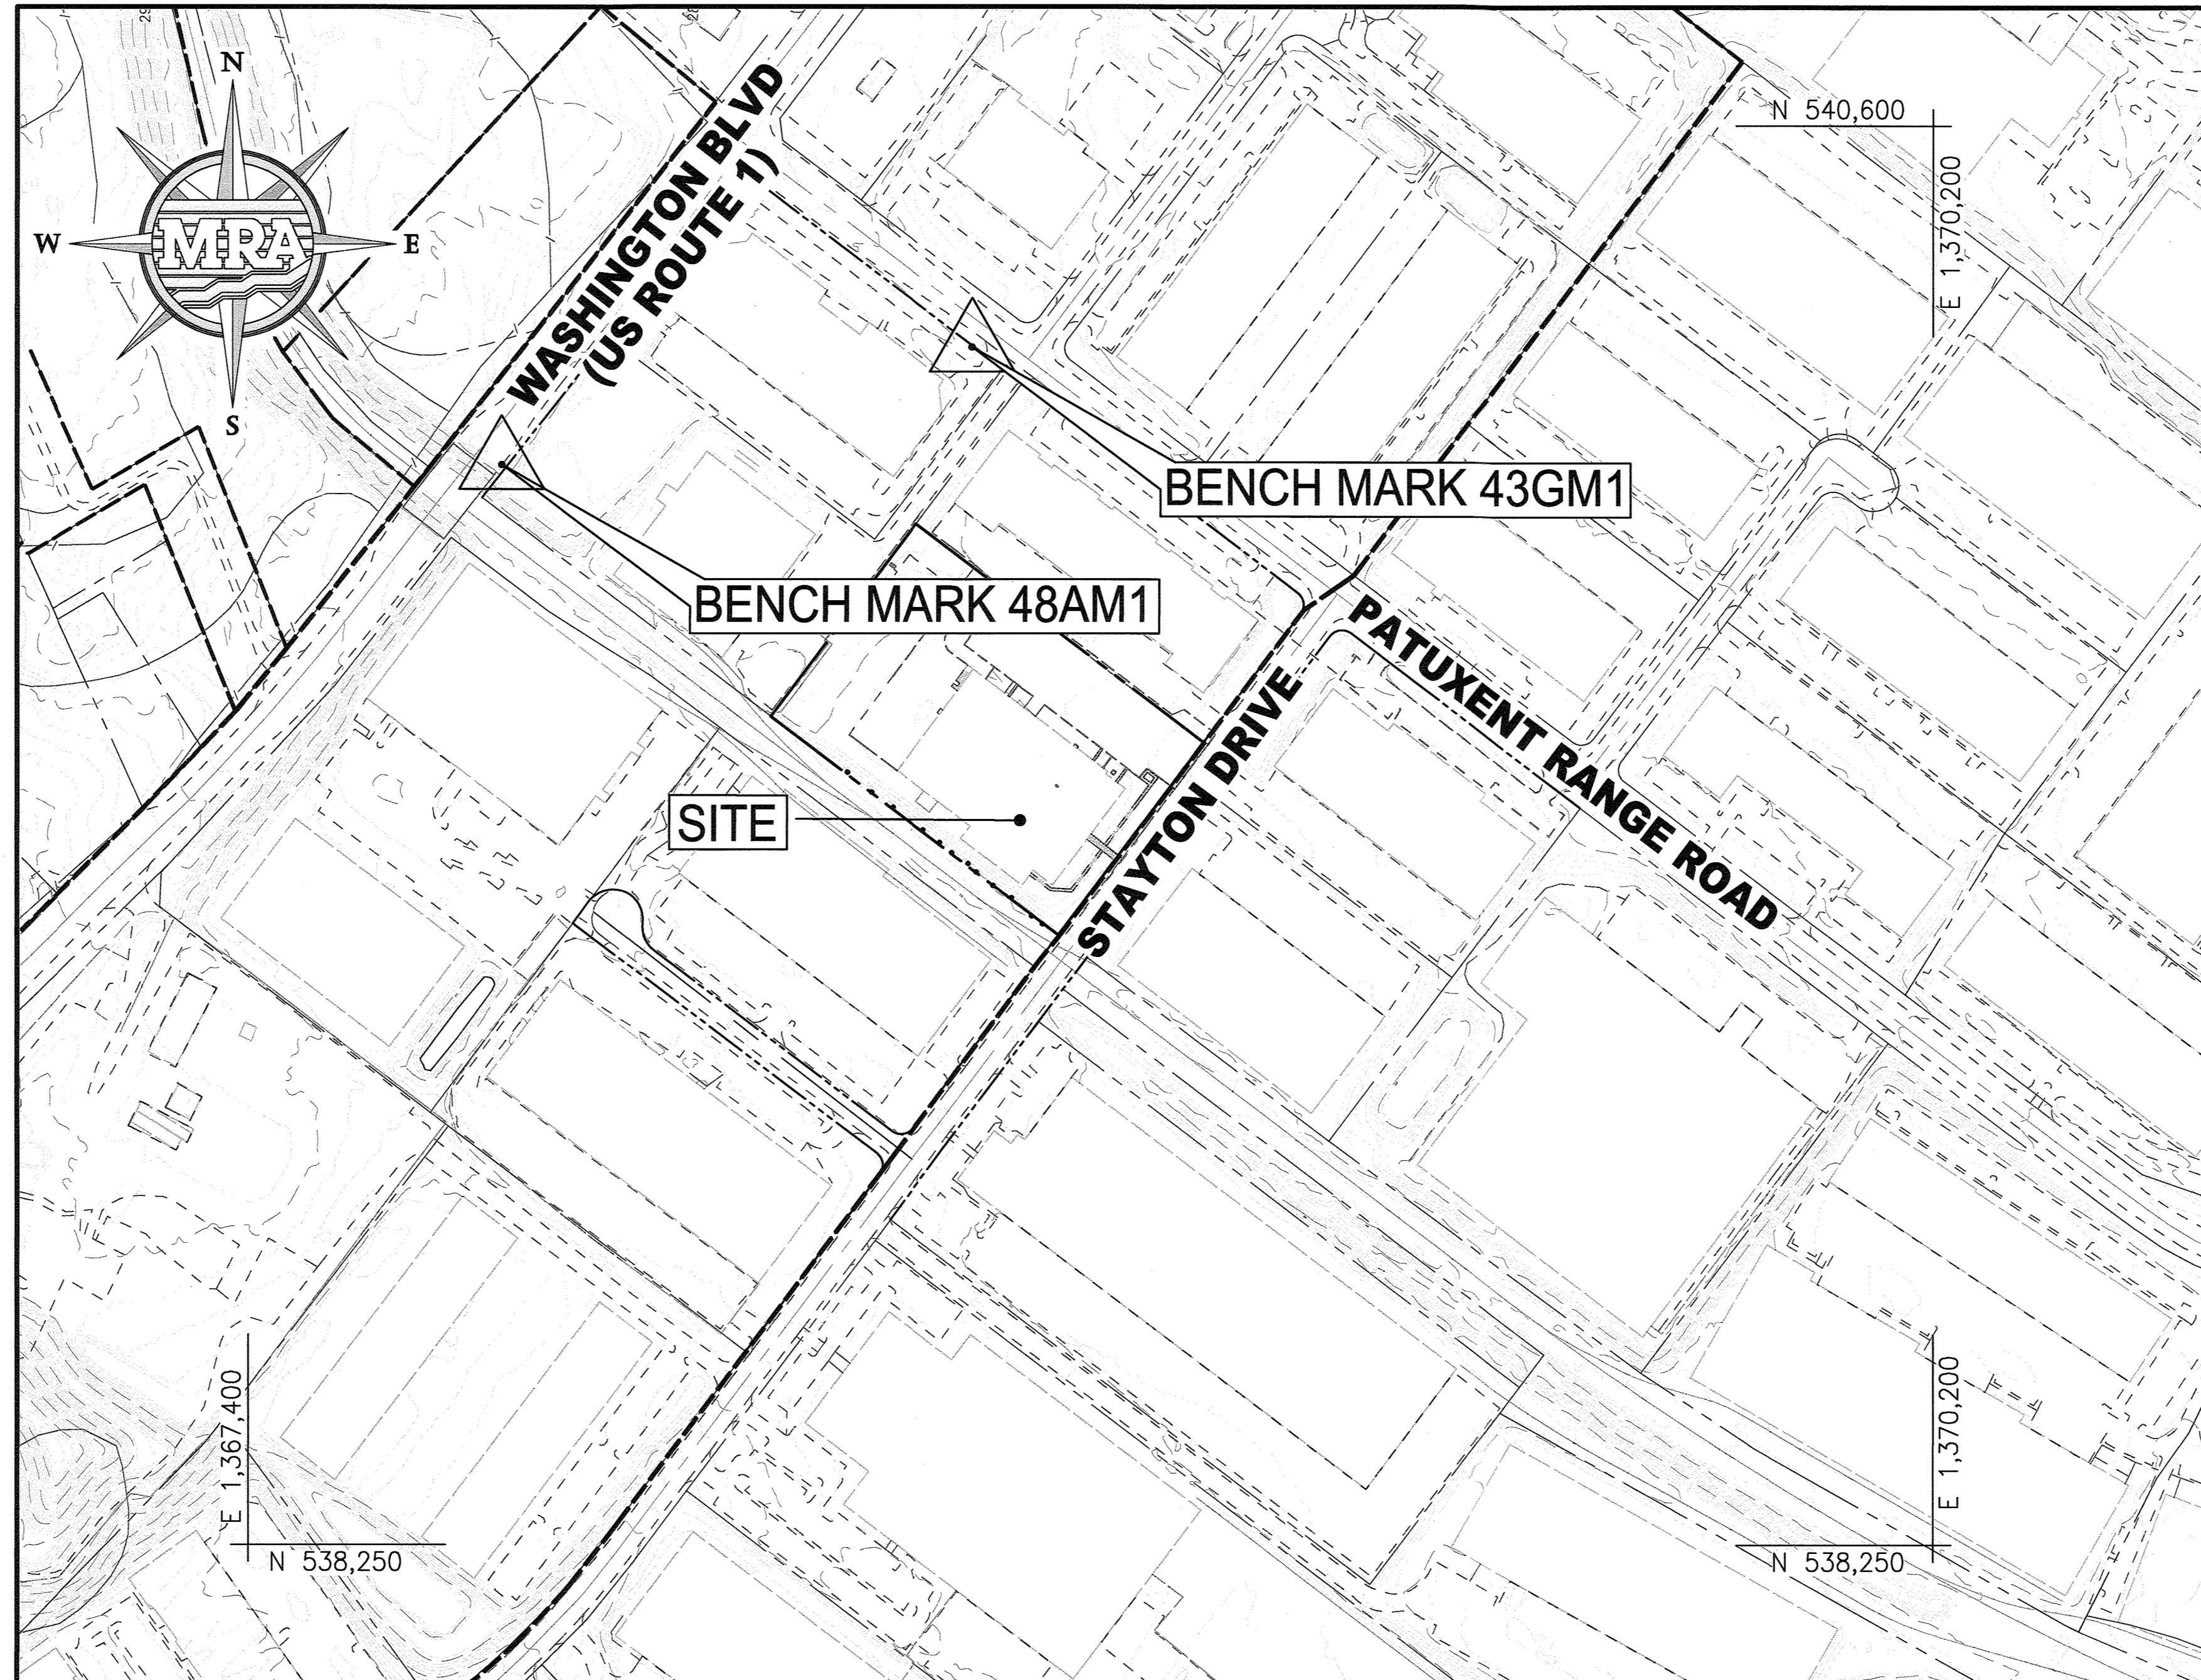 N
W
MRA
E
S
WASHINGTON BLVD
(US ROUTE 1)
N 540,600
E 1,370,200
BENCH MARK 43GM1
BENCH MARK 48AM1
PATUXENT RANGE ROAD
STAYTON DRIVE
SITE
E 1,367,400
N 538,250
E 1,370,200
N 538,250